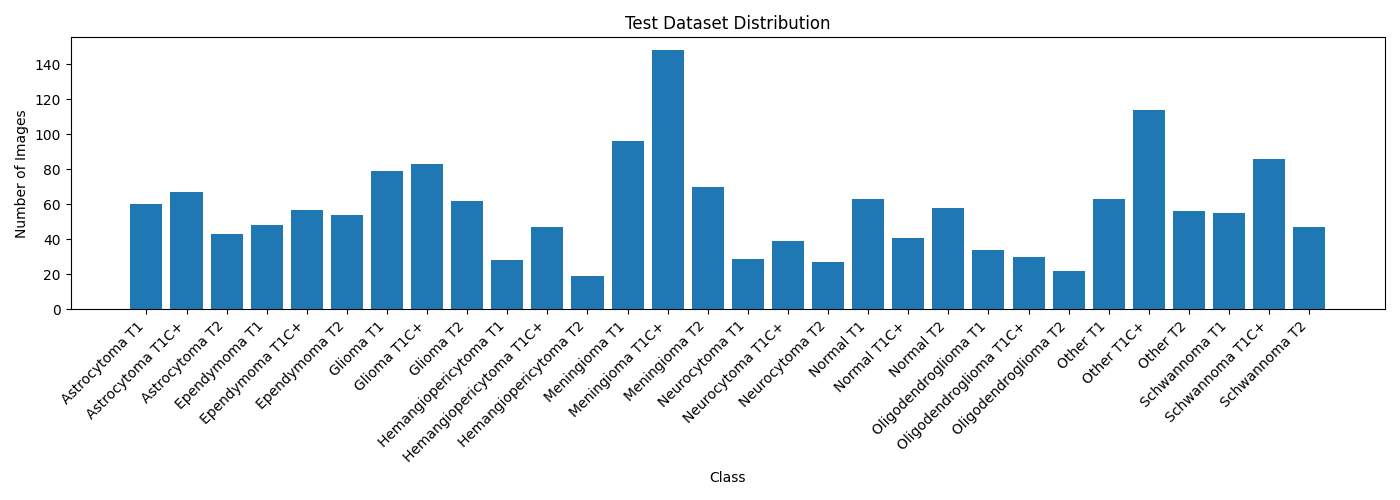 Test Dataset Distribution
Number of Images
140
120
100
80
60
40
20
0
Astrocytoma T1
Astrocytoma T1C+
Astrocytoma T2
Ependymoma T1
Ependymoma T1C+
Ependymoma T2
Glioma T1
Glioma T1C+
Glioma T2
Hemangiopericytoma T1
Hemangiopericytoma T1C+
Hemangiopericytoma T2
Meningioma T1
Meningioma T1C+
Meningioma T2
Neurocytoma T1
Neurocytoma T1C+
Neurocytoma T2
Normal T1
Normal T1C+
Normal T2
Oligodendroglioma T1
Oligodendroglioma T1C+
Oligodendroglioma T2
Other T1
Other T1C+
Other T2
Schwannoma T1
Schwannoma T1C+
Schwannoma T2
Class